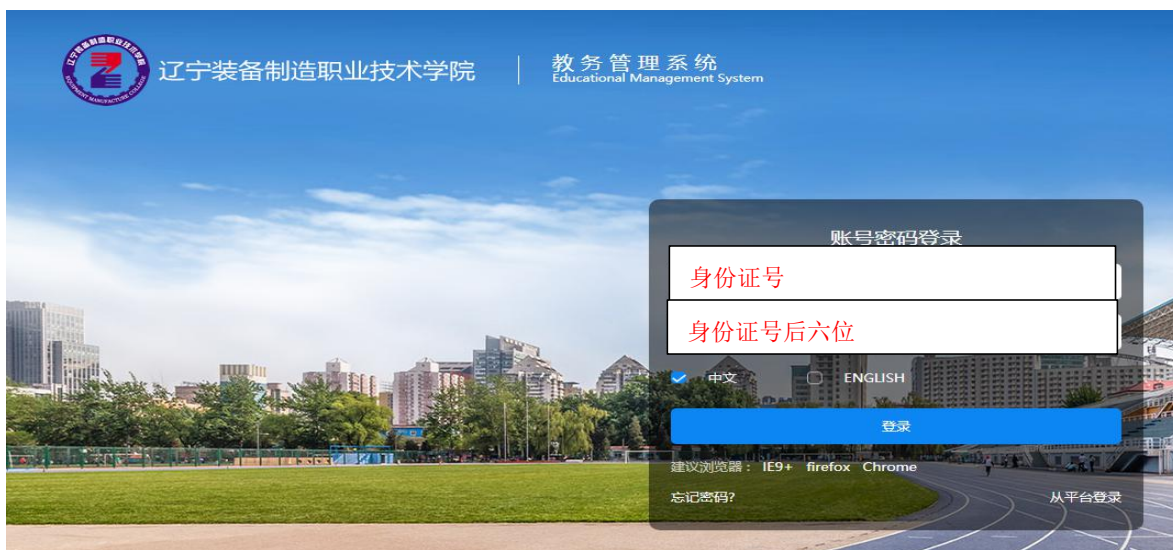 辽宁装备制造职业技术学院
教务管理系统
Educational Management System
账号密码登录
身份证号
身份证号后六位
中文 ENGLISH
登录
建议浏览器： IE9+ firefox Chrome
忘记密码? 从平台登录